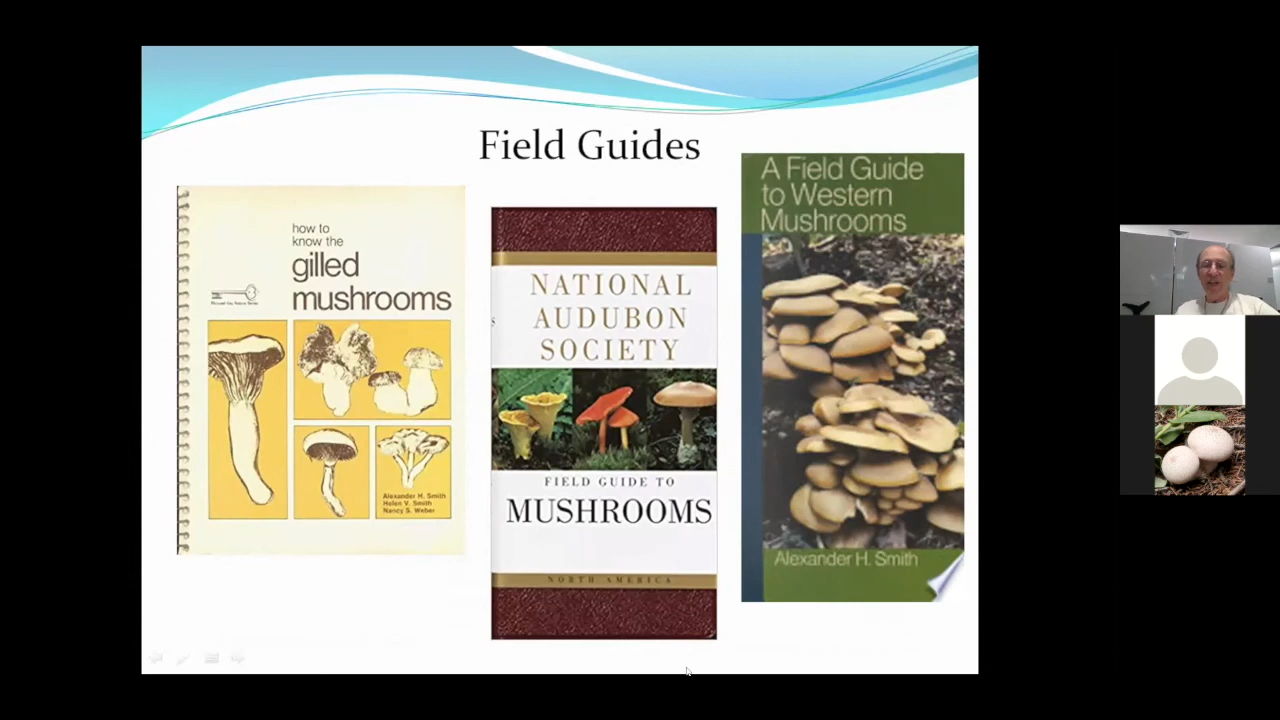 Field Guides
how to
know the
gilled
mushrooms
Alexander H. Smith
Helen V. Smith
Nancy S. Weber
NATIONAL
AUDUBON
SOCIETY
FIELD GUIDE TO
MUSHROOMS
NORTH AMERICA
A Field Guide
to Western
Mushrooms
Alexander H. Smith